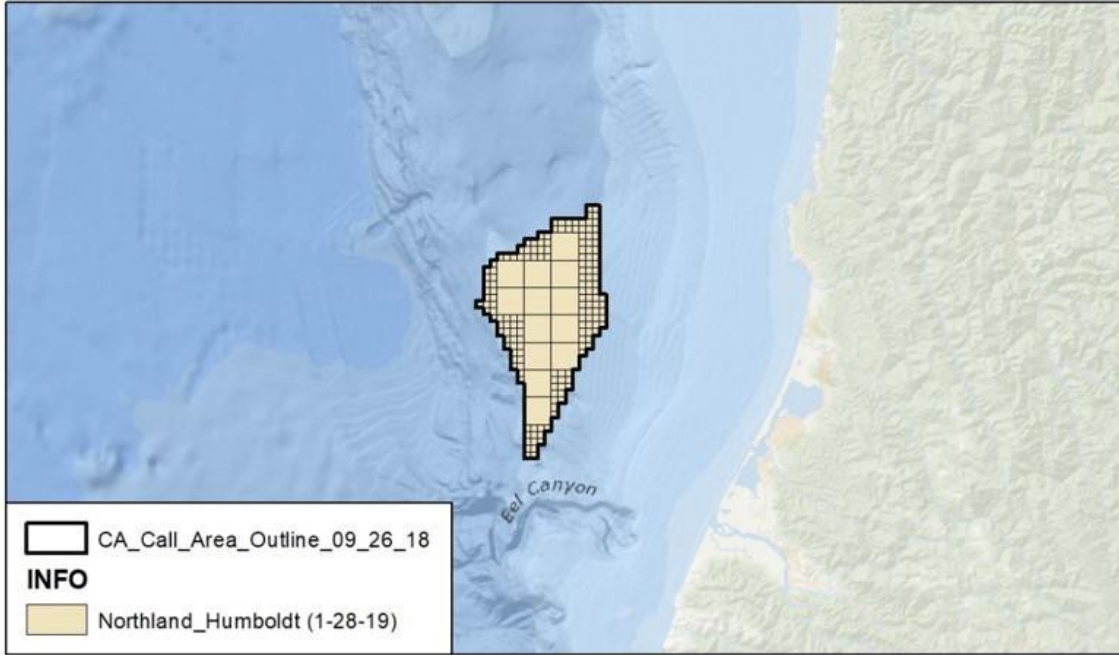 Eel Canyon
CA_Call_Area_Outline_09_26_18
INFO
Northland_Humboldt (1-28-19)